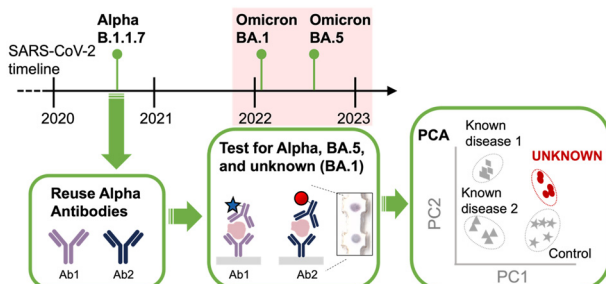 SARS-CoV-2
timeline
Alpha
B.1.1.7
Omicron
BA.1
Omicron
BA.5
2020
2021
2022
2023
Reuse Alpha
Antibodies
Ab1
Ab2
Test for Alpha, BA.5,
and unknown (BA.1)
Ab1
Ab2
PCA
Known
disease 1
UNKNOWN
Known
disease 2
Control
PC2
PC1